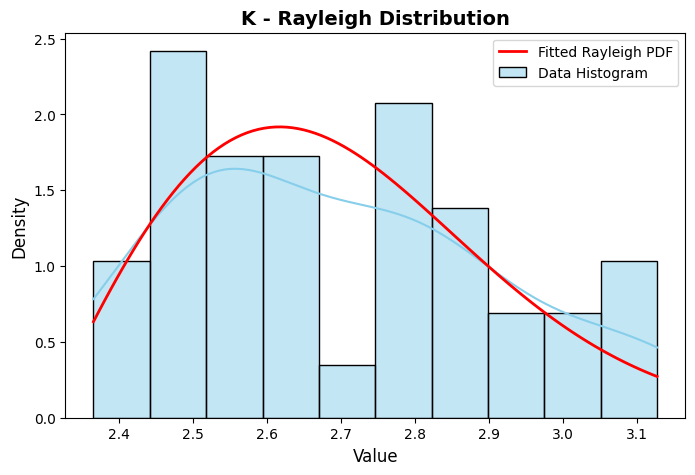 K - Rayleigh Distribution
Fitted Rayleigh PDF
Data Histogram
Density
2.5
2.0
1.5
1.0
0.5
0.0
2.4 2.5 2.6 2.7 2.8 2.9 3.0 3.1
Value